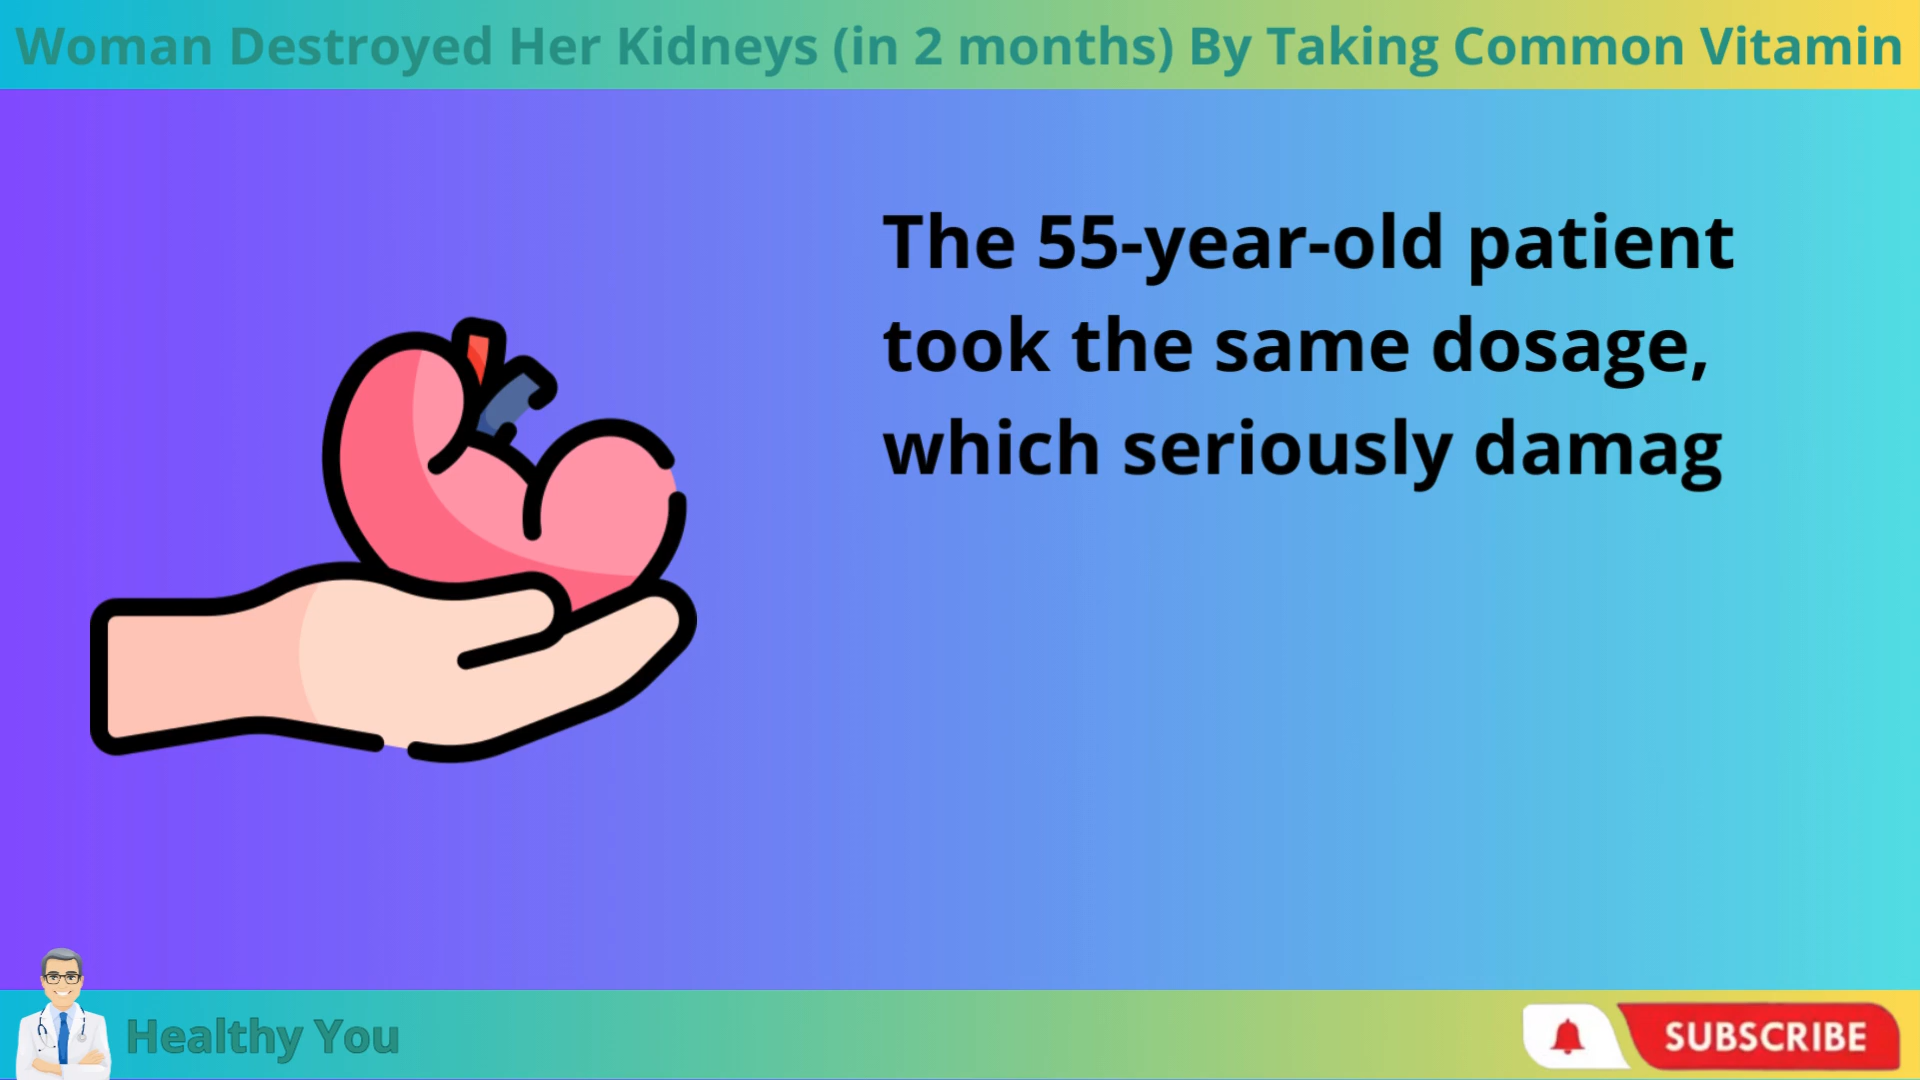 Woman Destroyed Her Kidneys (in 2 months) By Taking Common Vitamin
The 55-year-old patient
took the same dosage,
which seriously damag
Healthy You
SUBSCRIBE